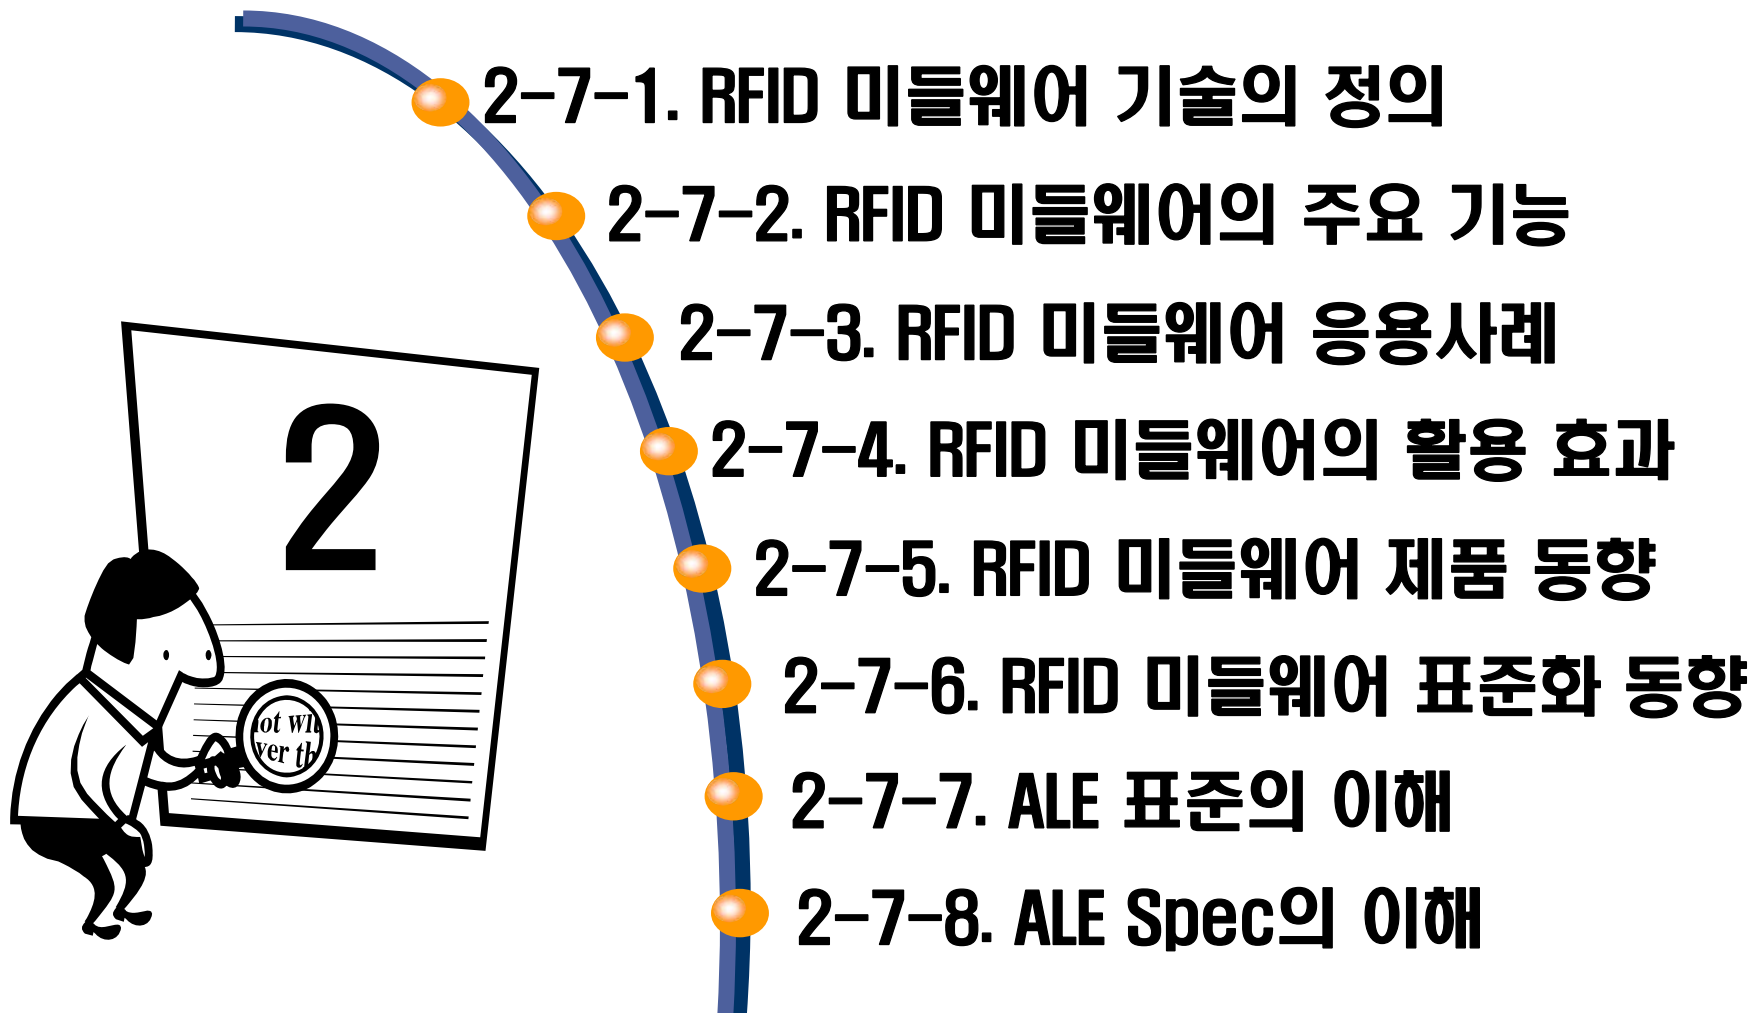 2-7-1. RFID 미들웨어 기술의 정의
2-7-2. RFID 미들웨어의 주요 기능
2-7-3. RFID 미들웨어 응용사례
2-7-4. RFID 미들웨어의 활용 효과
2-7-5. RFID 미들웨어 제품 동향
2-7-6. RFID 미들웨어 표준화 동향
2-7-7. ALE 표준의 이해
2-7-8. ALE Spec의 이해
2